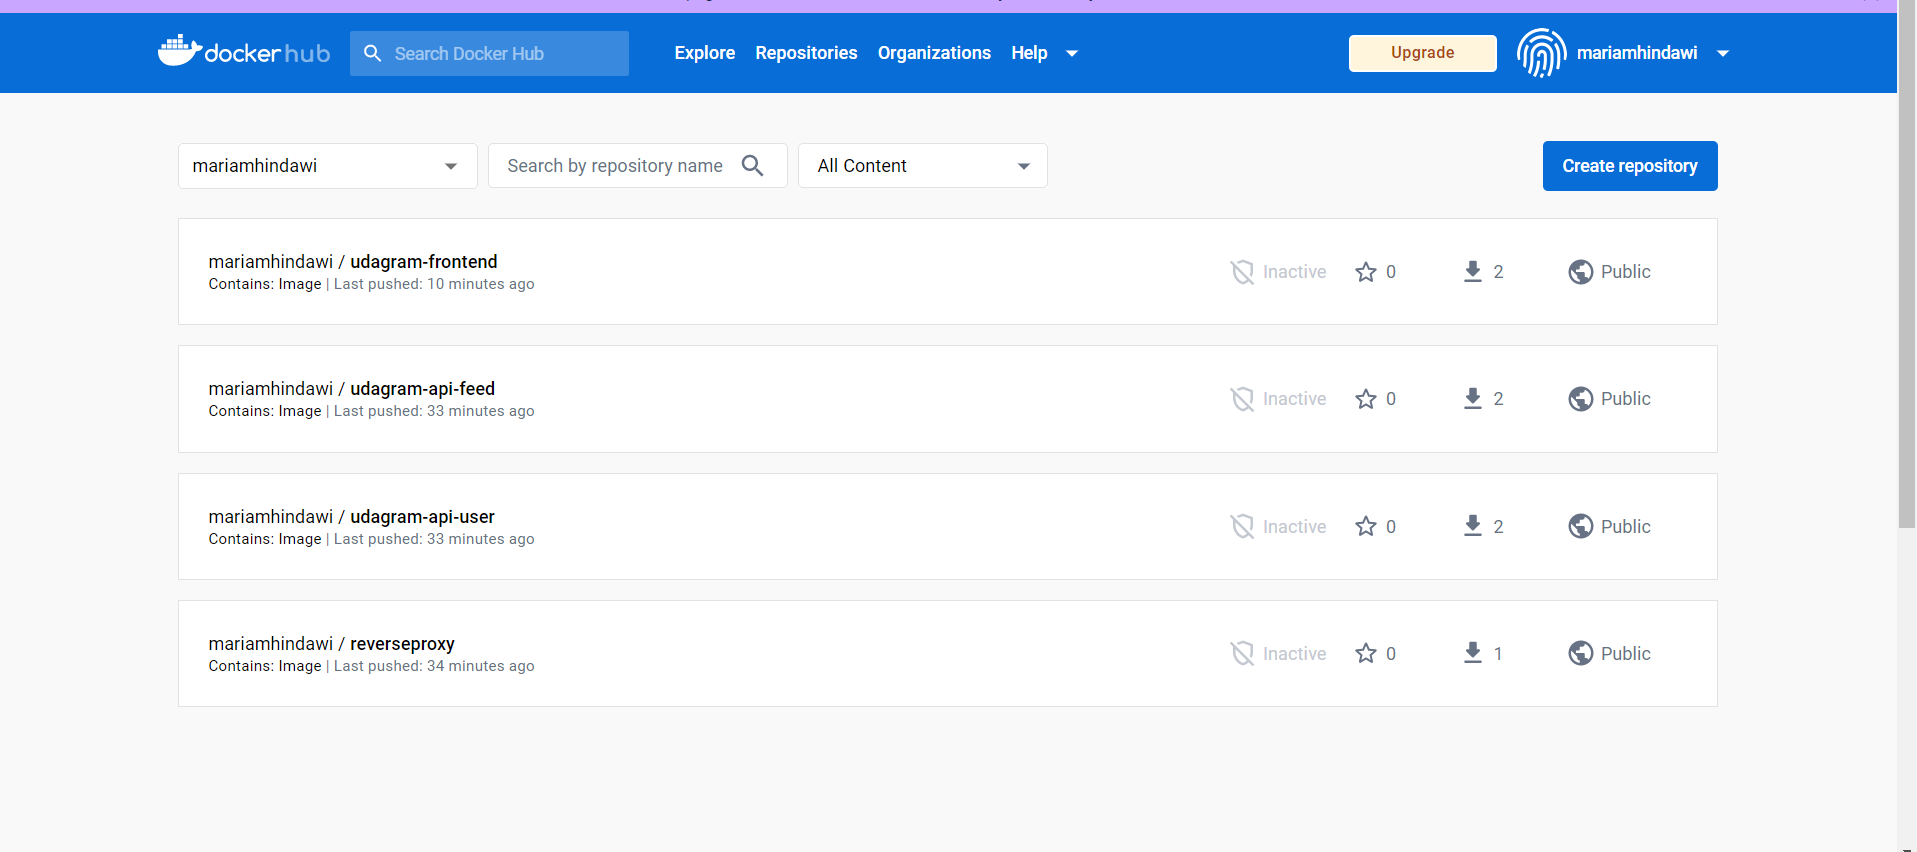 docker hub
Search Docker Hub
Explore Repositories Organizations Help
Upgrade
mariamhindawi
mariamhindawi
Search by repository name
All Content
Create repository
mariamhindawi / udagram-frontend
Contains: Image | Last pushed: 10 minutes ago
Inactive 0 2 Public
mariamhindawi / udagram-api-feed
Contains: Image | Last pushed: 33 minutes ago
Inactive 0 2 Public
mariamhindawi / udagram-api-user
Contains: Image | Last pushed: 33 minutes ago
Inactive 0 2 Public
mariamhindawi / reverseproxy
Contains: Image | Last pushed: 34 minutes ago
Inactive 0 1 Public